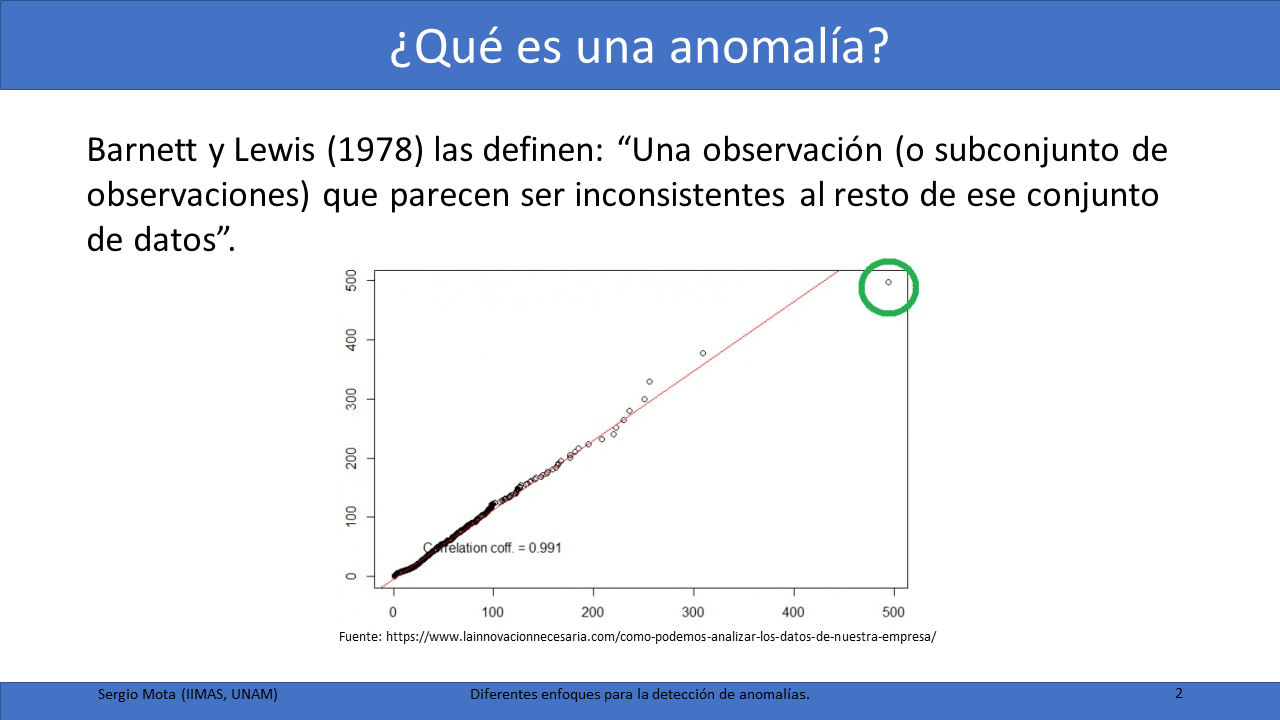 ¿Qué es una anomalía?
Barnett y Lewis (1978) las definen: “Una observación (o subconjunto de
observaciones) que parecen ser inconsistentes al resto de ese conjunto
de datos”.
500
400
300
200
100
0
Correlation coff. = 0.991
0 100 200 300 400 500
Fuente: https://www.lainnovacionnecesaria.com/como-podemos-analizar-los-datos-de-nuestra-empresa/
Sergio Mota (IIMAS, UNAM) Diferentes enfoques para la detección de anomalías. 2